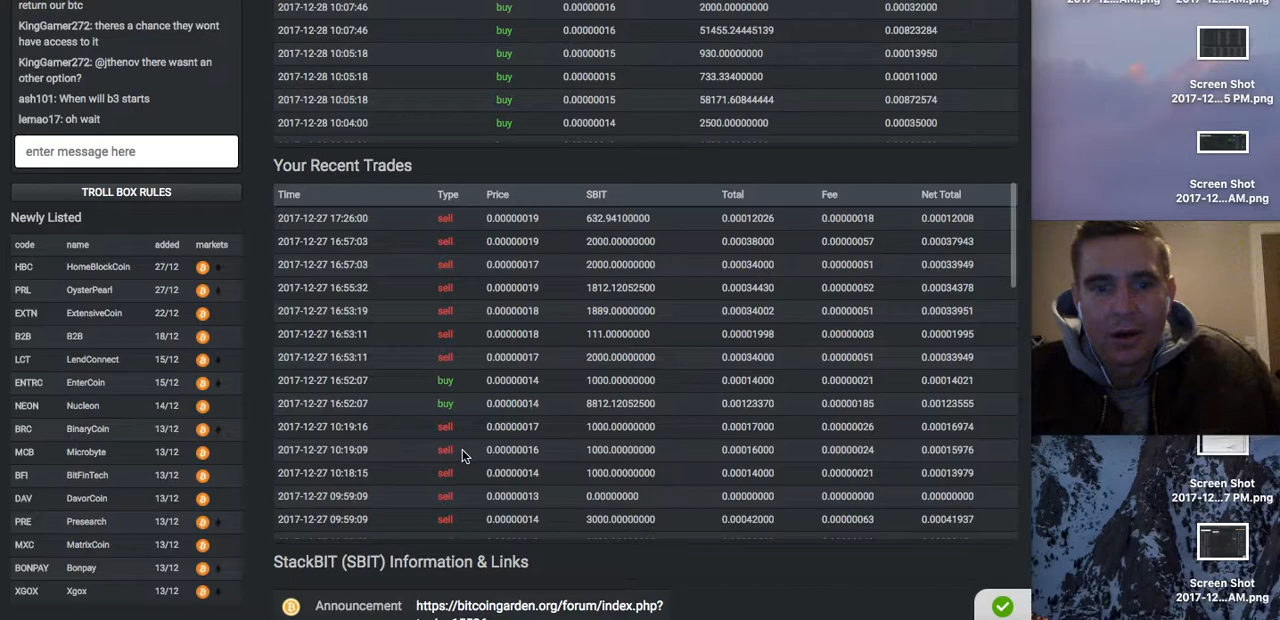 return our btc
KingGamer272: theres a chance they wont
have access to it
KingGamer272: @jthenov there wasnt an
other option?
ash101: When will b3 starts
lemao17: oh wait
enter message here
TROLL BOX RULES
Newly Listed
code name added markets
HBC HomeBlockCoin 27/12
PRL OysterPearl 27/12
EXTN ExtensiveCoin 22/12
B2B B2B 18/12
LCT LendConnect 15/12
ENTRC EnterCoin 15/12
NEON Nucleon 14/12
BRC BinaryCoin 13/12
MCB Microbyte 13/12
BFI BitFinTech 13/12
DAV DavorCoin 13/12
PRE Presearch 13/12
MXC MatrixCoin 13/12
BONPAY Bonpay 13/12
XGOX Xgox 13/12
2017-12-28 10:07:46 buy 0.00000016 2000.00000000 0.00032000
2017-12-28 10:07:46 buy 0.00000016 51455.24445139 0.00823284
2017-12-28 10:05:18 buy 0.00000015 930.00000000 0.00013950
2017-12-28 10:05:18 buy 0.00000015 733.33400000 0.00011000
2017-12-28 10:05:18 buy 0.00000015 58171.60844444 0.00872574
2017-12-28 10:04:00 buy 0.00000014 2500.00000000 0.00035000
Your Recent Trades
Time Type Price SBIT Total Fee Net Total
2017-12-27 17:26:00 sell 0.00000019 632.94100000 0.00012026 0.00000018 0.00012008
2017-12-27 16:57:03 sell 0.00000019 2000.00000000 0.00038000 0.00000057 0.00037943
2017-12-27 16:57:03 sell 0.00000017 2000.00000000 0.00034000 0.00000051 0.00033949
2017-12-27 16:55:32 sell 0.00000019 1812.12052500 0.00034430 0.00000052 0.00034378
2017-12-27 16:53:19 sell 0.00000018 1889.00000000 0.00034002 0.00000051 0.00033951
2017-12-27 16:53:11 sell 0.00000018 111.00000000 0.00001998 0.00000003 0.00001995
2017-12-27 16:53:11 sell 0.00000017 2000.00000000 0.00034000 0.00000051 0.00033949
2017-12-27 16:52:07 buy 0.00000014 1000.00000000 0.00014000 0.00000021 0.00014021
2017-12-27 16:52:07 buy 0.00000014 8812.12052500 0.00123370 0.00000185 0.00123555
2017-12-27 10:19:16 sell 0.00000017 1000.00000000 0.00017000 0.00000026 0.00016974
2017-12-27 10:19:09 sell 0.00000016 1000.00000000 0.00016000 0.00000024 0.00015976
2017-12-27 10:18:15 sell 0.00000014 1000.00000000 0.00014000 0.00000021 0.00013979
2017-12-27 09:59:09 sell 0.00000013 0.00000000 0.00000000 0.00000000 0.00000000
2017-12-27 09:59:09 sell 0.00000014 3000.00000000 0.00042000 0.00000063 0.00041937
StackBIT (SBIT) Information & Links
Announcement https://bitcoingarden.org/forum/index.php?
Screen Shot
2017-12...5 PM.png
Screen Shot
2017-12...AM.png
Screen Shot
2017-12...7 PM.png
Screen Shot
2017-12...AM.png